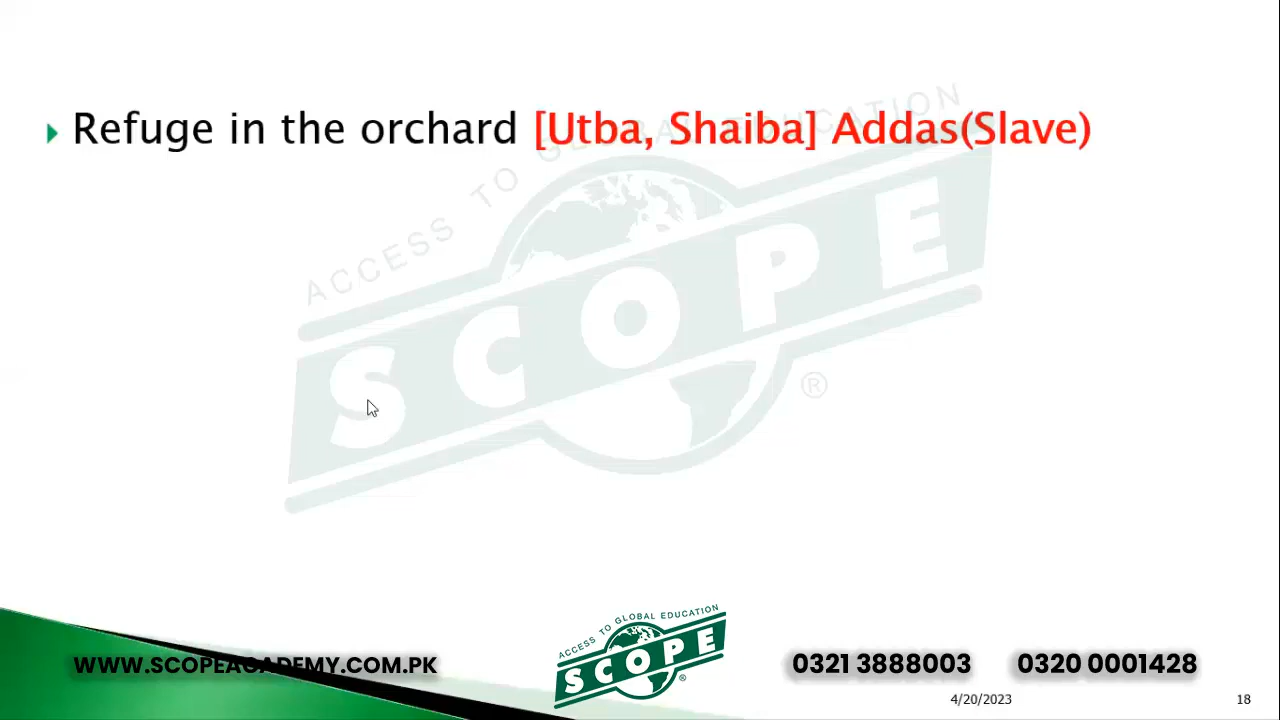 Refuge in the orchard [Utba, Shaiba] Addas(Slave)
ACCESS TO GLOBAL EDUCATION
SCOPE
®
ACCESS TO GLOBAL EDUCATION
SCOPE
®
WWW.SCOPEACADEMY.COM.PK
0321 3888003 0320 0001428
4/20/2023 18